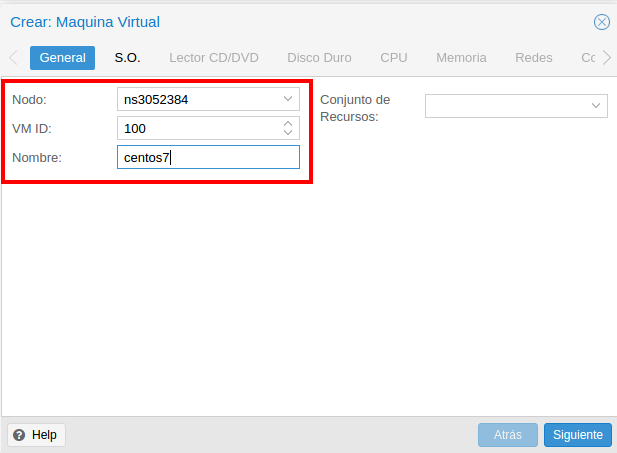 Crear: Maquina Virtual
General S.O. Lector CD/DVD Disco Duro CPU Memoria Redes
Nodo: ns3052384
Conjunto de
Recursos:
VM ID: 100
Nombre: centos7
Help Atrás Siguiente